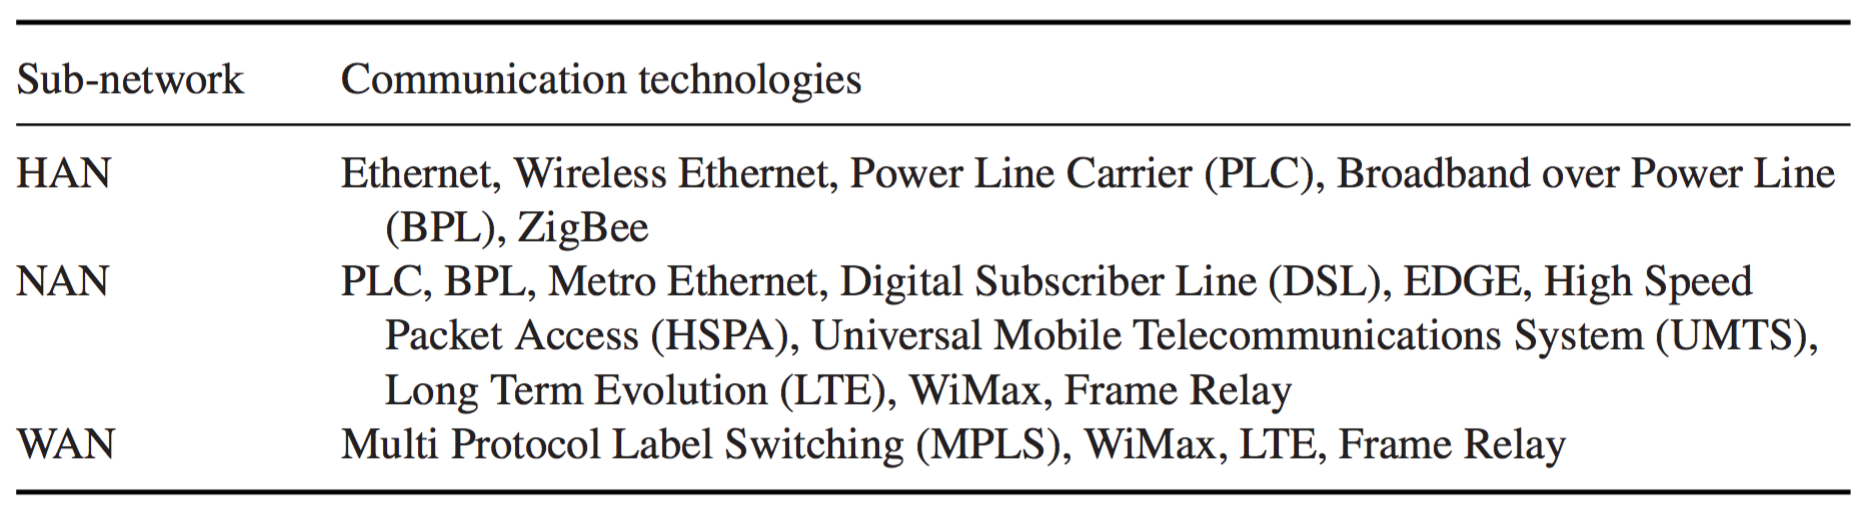 Sub-network Communication technologies
HAN Ethernet, Wireless Ethernet, Power Line Carrier (PLC), Broadband over Power Line
(BPL), ZigBee
NAN PLC, BPL, Metro Ethernet, Digital Subscriber Line (DSL), EDGE, High Speed
Packet Access (HSPA), Universal Mobile Telecommunications System (UMTS),
Long Term Evolution (LTE), WiMax, Frame Relay
WAN Multi Protocol Label Switching (MPLS), WiMax, LTE, Frame Relay